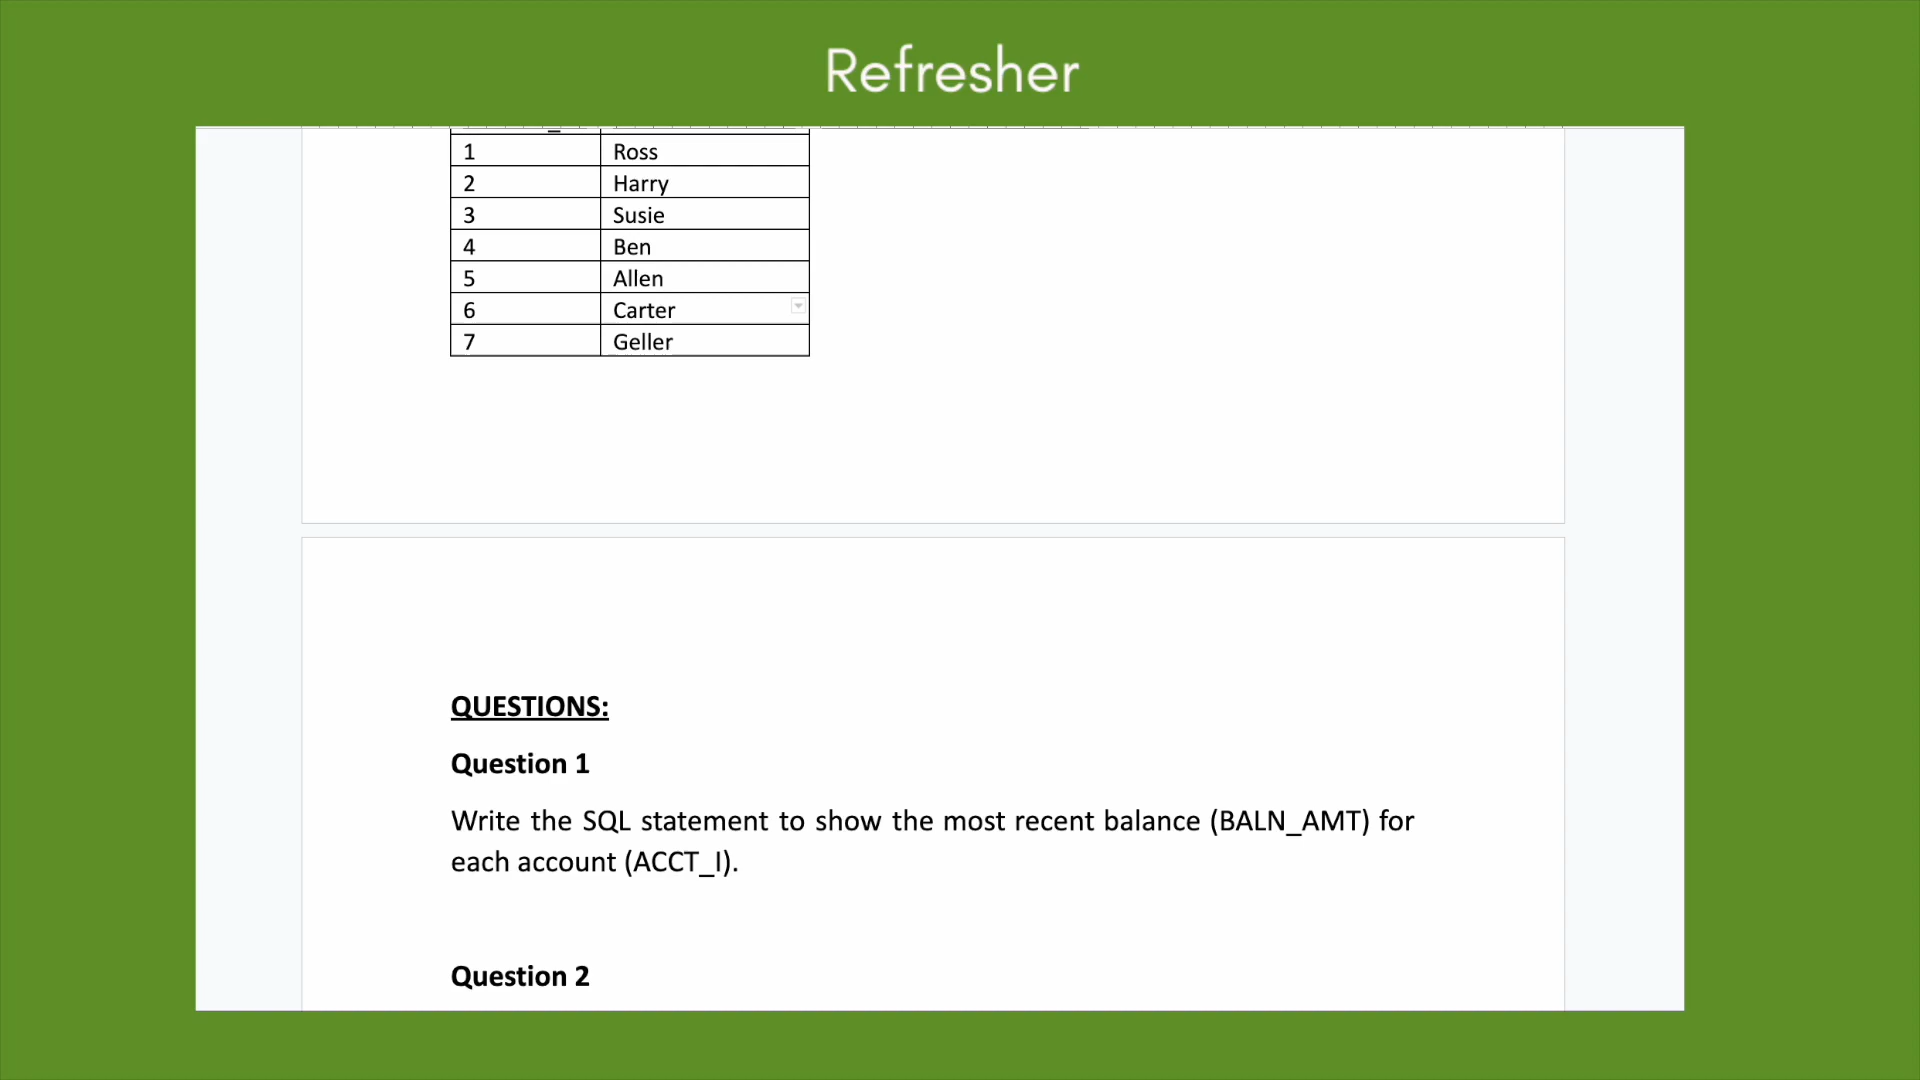 Refresher
1 Ross
2 Harry
3 Susie
4 Ben
5 Allen
6 Carter
7 Geller
QUESTIONS:
Question 1
Write the SQL statement to show the most recent balance (BALN_AMT) for
each account (ACCT_I).
Question 2